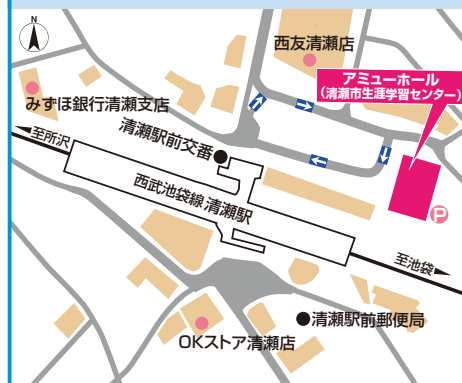 N
西友清瀬店
アミューホール
(清瀬市生涯学習センター)
みずほ銀行清瀬支店
至所沢
清瀬駅前交番
西武池袋線 清瀬駅
P
至池袋
清瀬駅前郵便局
OKストア清瀬店